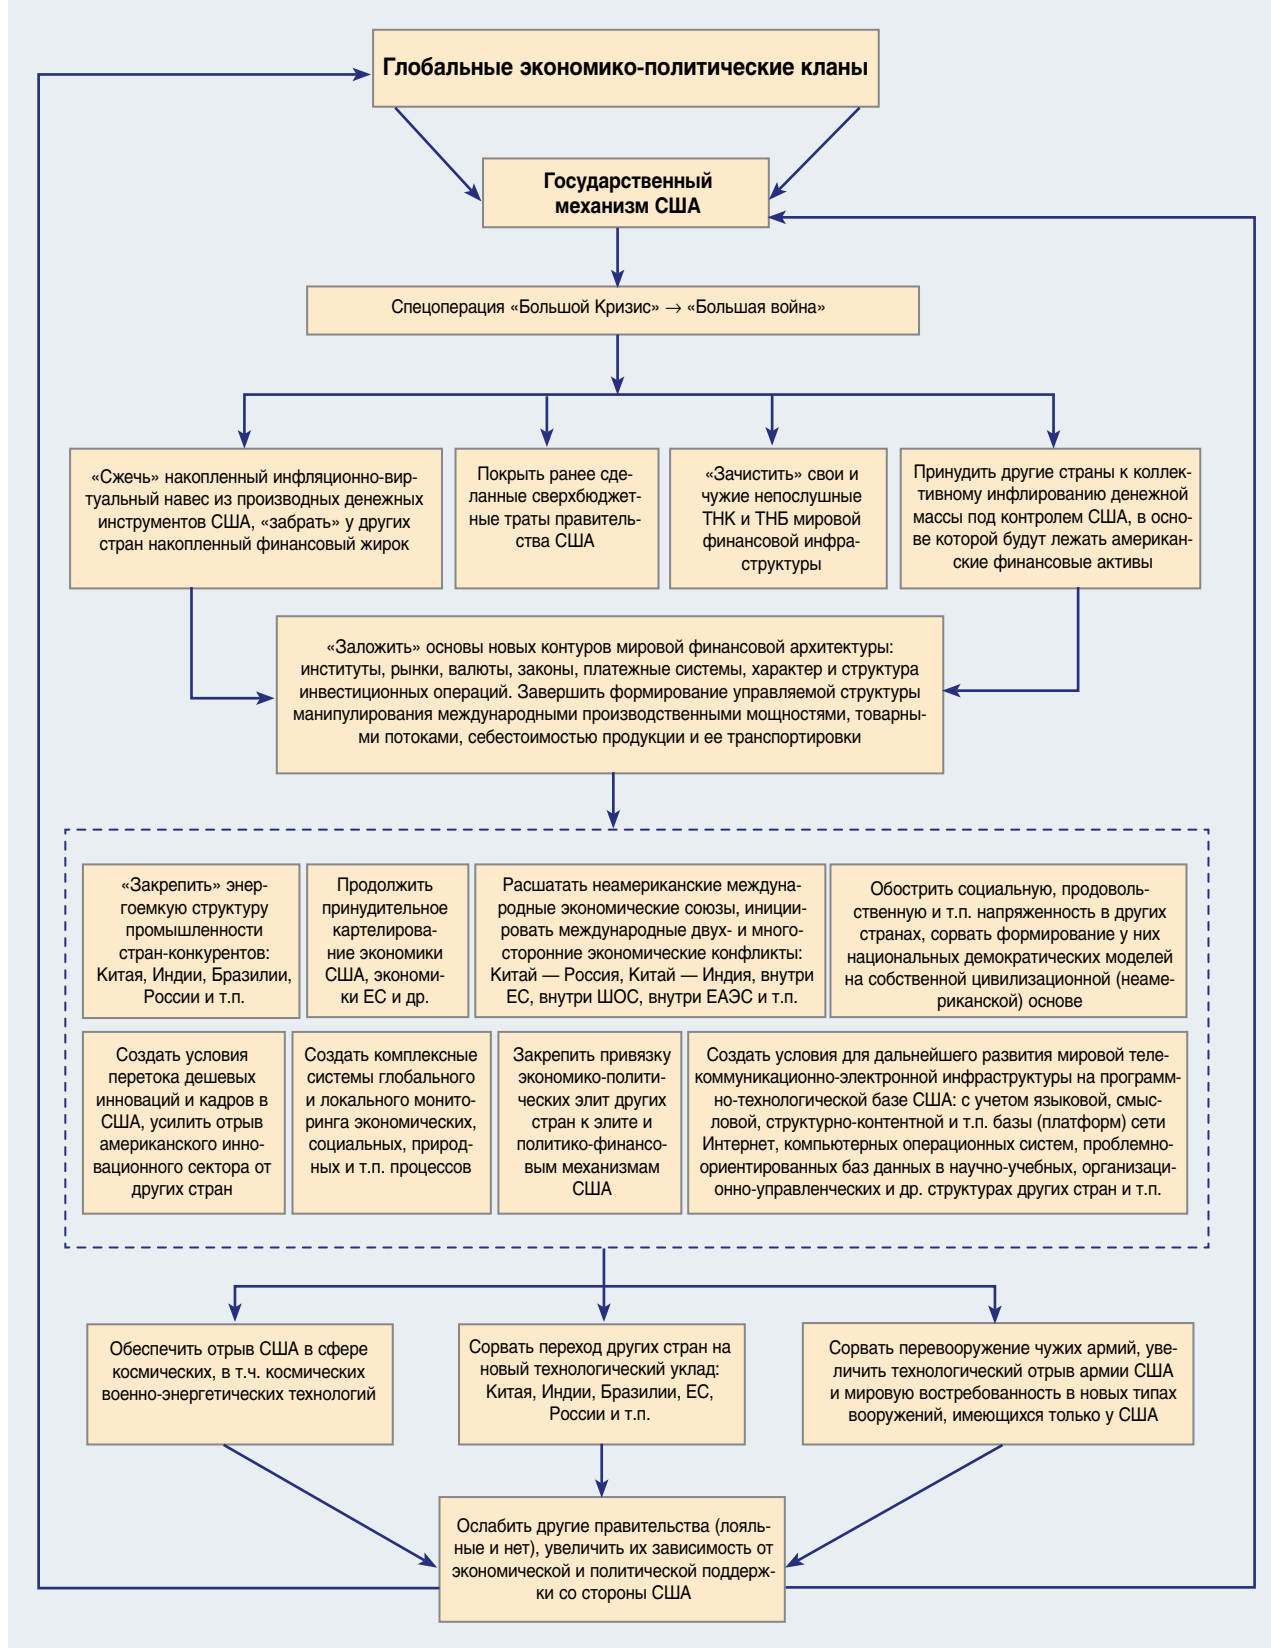 Глобальные экономико-политические кланы
Государственный
механизм США
Спецоперация «Большой Кризис» → «Большая война»
«Сжечь» накопленный инфляционно-вир-
туальный навес из производных денежных
инструментов США, «забрать» у других
стран накопленный финансовый жирок
Покрыть ранее сде-
ланные сверхбюджет-
ные траты правитель-
ства США
«Зачистить» свои и
чужие непослушные
ТНК и ТНБ мировой
финансовой инфра-
структуры
Принудить другие страны к коллек-
тивному инфлированию денежной
массы под контролем США, в осно-
ве которой будут лежать американ-
ские финансовые активы
«Заложить» основы новых контуров мировой финансовой архитектуры:
институты, рынки, валюты, законы, платежные системы, характер и структура
инвестиционных операций. Завершить формирование управляемой структуры
манипулирования международными производственными мощностями, товарны-
ми потоками, себестоимостью продукции и ее транспортировки
«Закрепить» энер-
гоемкую структуру
промышленности
стран-конкурентов:
Китая, Индии, Бразилии,
России и т.п.
Продолжить
принудительное
картелирова-
ние экономики
США, экономи-
ки ЕС и др.
Расшатать неамериканские междуна-
родные экономические союзы, иниции-
ровать международные двух- и много-
сторонние экономические конфликты:
Китай — Россия, Китай — Индия, внутри
ЕС, внутри ШОС, внутри ЕАЭС и т.п.
Обострить социальную, продоволь-
ственную и т.п. напряженность в других
странах, сорвать формирование у них
национальных демократических моделей
на собственной цивилизационной (неаме-
риканской) основе
Создать условия
перетока дешевых
инноваций и кадров в
США, усилить отрыв
американского инно-
вационного сектора от
других стран
Создать комплексные
системы глобального
и локального монито-
ринга экономических,
социальных, природ-
ных и т.п. процессов
Закрепить привязку
экономико-полити-
ческих элит других
стран к элите и
политико-финансо-
вым механизмам
США
Создать условия для дальнейшего развития мировой теле-
коммуникационно-электронной инфраструктуры на программ-
но-технологической базе США: с учетом языковой, смыс-
ловой, структурно-контентной и т.п. базы (платформ) сети
Интернет, компьютерных операционных систем, проблемно-
ориентированных баз данных в научно-учебных, организаци-
онно-управленческих и др. структурах других стран и т.п.
Обеспечить отрыв США в сфере
космических, в т.ч. космических
военно-энергетических технологий
Сорвать переход других стран на
новый технологический уклад:
Китая, Индии, Бразилии, ЕС,
России и т.п.
Сорвать перевооружение чужих армий, уве-
личить технологический отрыв армии США
и мировую востребованность в новых типах
вооружений, имеющихся только у США
Ослабить другие правительства (лояль-
ные и нет), увеличить их зависимость от
экономической и политической поддерж-
ки со стороны США